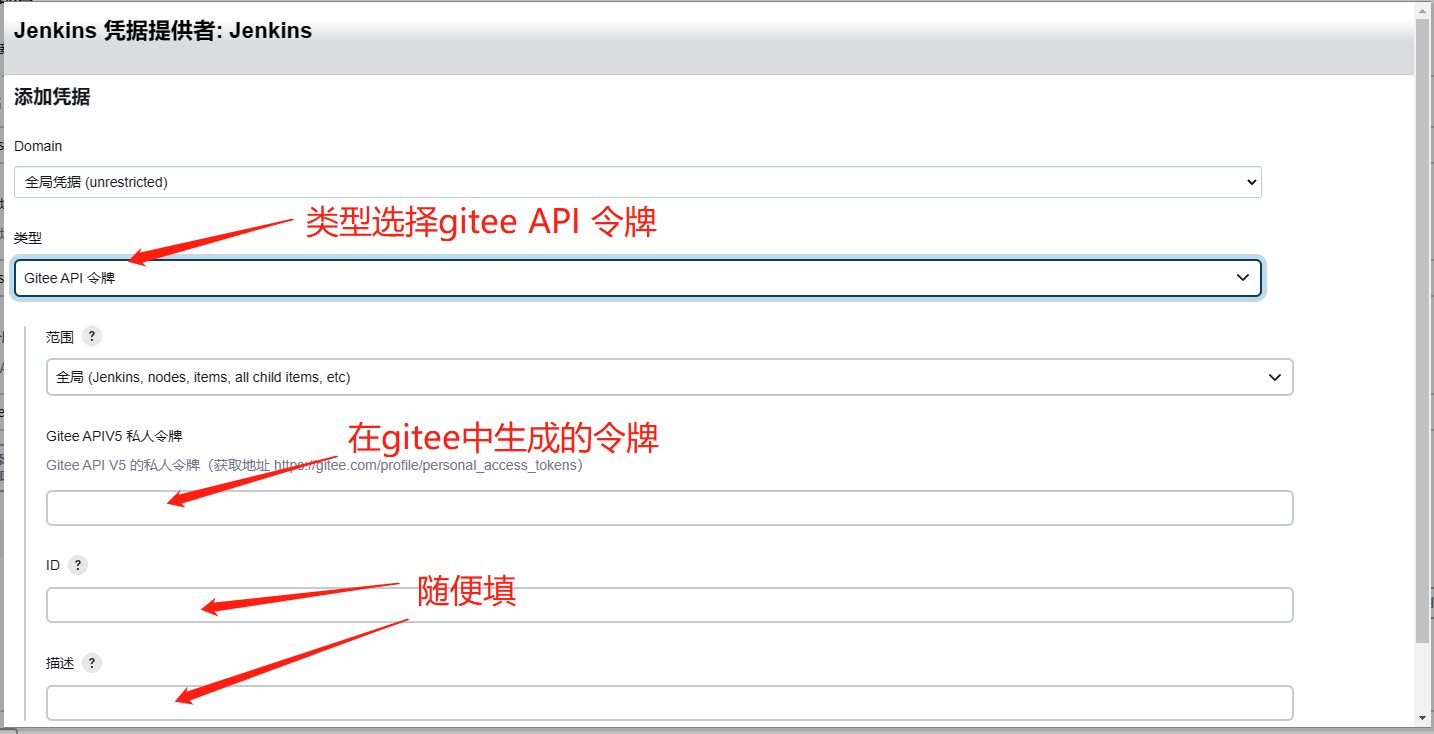 Jenkins 凭据提供者: Jenkins
添加凭据
Domain
全局凭据 (unrestricted)
类型选择gitee API 令牌
类型
Gitee API 令牌
范围 ?
全局 (Jenkins, nodes, items, all child items, etc)
在gitee中生成的令牌
Gitee APIV5 私人令牌
Gitee API V5 的私人令牌（获取地址 https://gitee.com/profile/personal_access_tokens）
ID ?
随便填
描述 ?